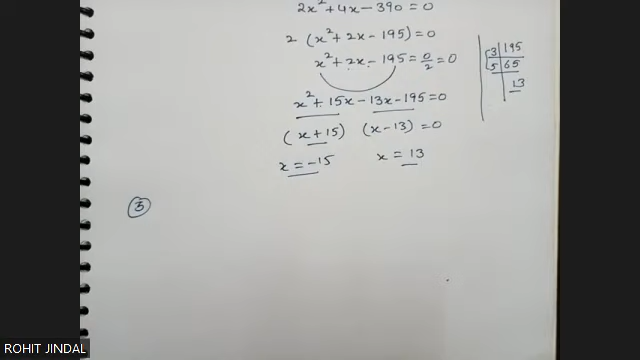 2x² + 4x - 390 = 0
2 (x² + 2x - 195) = 0
x² + 2x - 195 = 0/2 = 0
x² + 15x - 13x - 195 = 0
(x + 15) (x - 13) = 0
x = -15 x = 13
3 | 195
5 | 65
13
3
ROHIT JINDAL